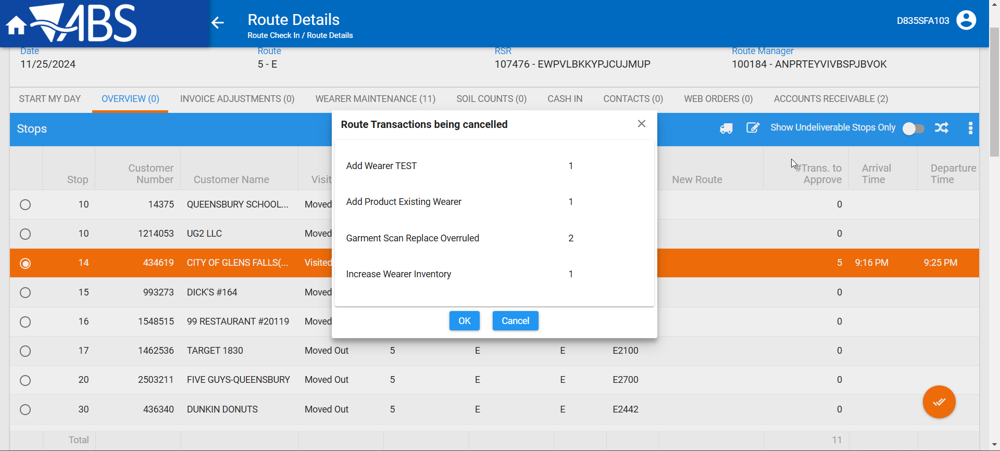 ABS
Route Details
Route Check In / Route Details
D835SFA103
Date
Route
RSR
Route Manager
11/25/2024
5 - E
107476 - EWPVLBKKYPJCUJMUP
100184 - ANPRTEYVIVBSPJBVOK
START MY DAY
OVERVIEW (0)
INVOICE ADJUSTMENTS (0)
WEARER MAINTENANCE (11)
SOIL COUNTS (0)
CASH IN
CONTACTS (0)
WEB ORDERS (0)
ACCOUNTS RECEIVABLE (2)
Stops
Show Undeliverable Stops Only
Route Transactions being cancelled
Add Wearer TEST 1
Add Product Existing Wearer 1
Garment Scan Replace Overruled 2
Increase Wearer Inventory 1
OK
Cancel
Stop
Customer
Number
Customer Name
Visit
New Route
#Trans. to
Approve
Arrival
Time
Departure
Time
10 14375 QUEENSBURY SCHOOL... Moved 0
10 1214053 UG2 LLC Moved 0
14 434619 CITY OF GLENS FALLS(... Visited 5 9:16 PM 9:25 PM
15 993273 DICK'S #164 Moved 0
16 1548515 99 RESTAURANT #20119 Moved 0
17 1462536 TARGET 1830 Moved Out 5 E E E2100 0
20 2503211 FIVE GUYS-QUEENSBURY Moved Out 5 E E E2700 0
30 436340 DUNKIN DONUTS Moved Out 5 E E E2442 0
Total 11